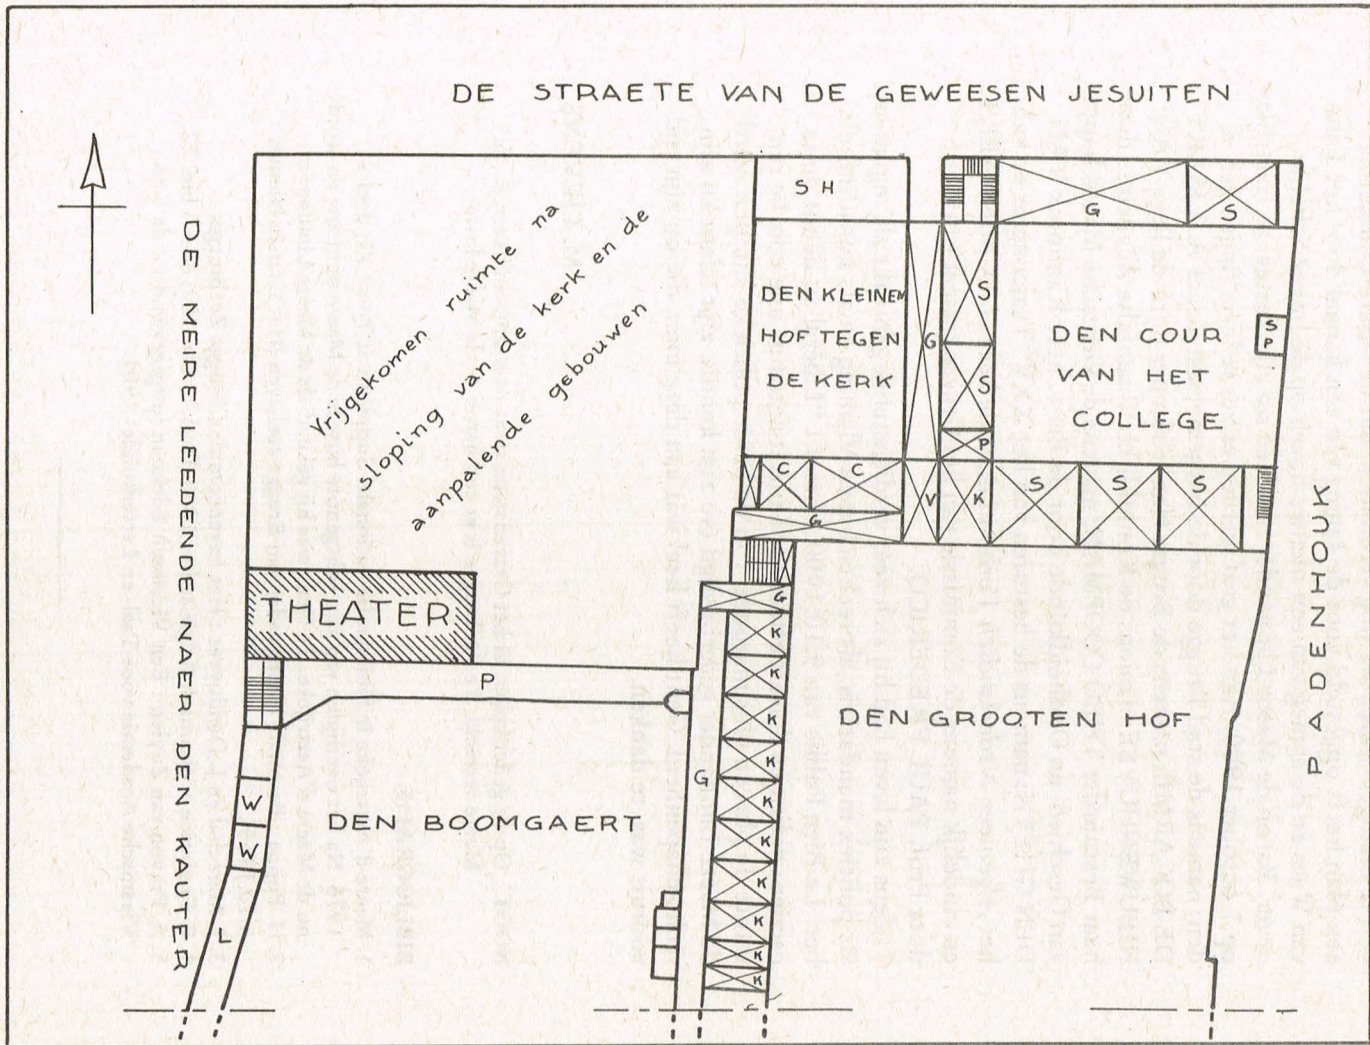 DE STRAETE VAN DE GEWEESEN JESUITEN
DE MEIRE LEEDENDE NAER DEN KAUTER
Vrijgekomen ruimte na
sloping van de kerk en de
aanpalende gebouwen
S H
G
S
DEN KLEINEN
HOF TEGEN
DE KERK
G
S
S
P
DEN COUR
VAN HET
COLLEGE
S
P
C
C
V
K
S
S
S
G
PADENHOUK
THEATER
P
G
K
K
K
K
K
K
K
K
K
K
G
DEN GROOTEN HOF
W
W
L
DEN BOOMGAERT